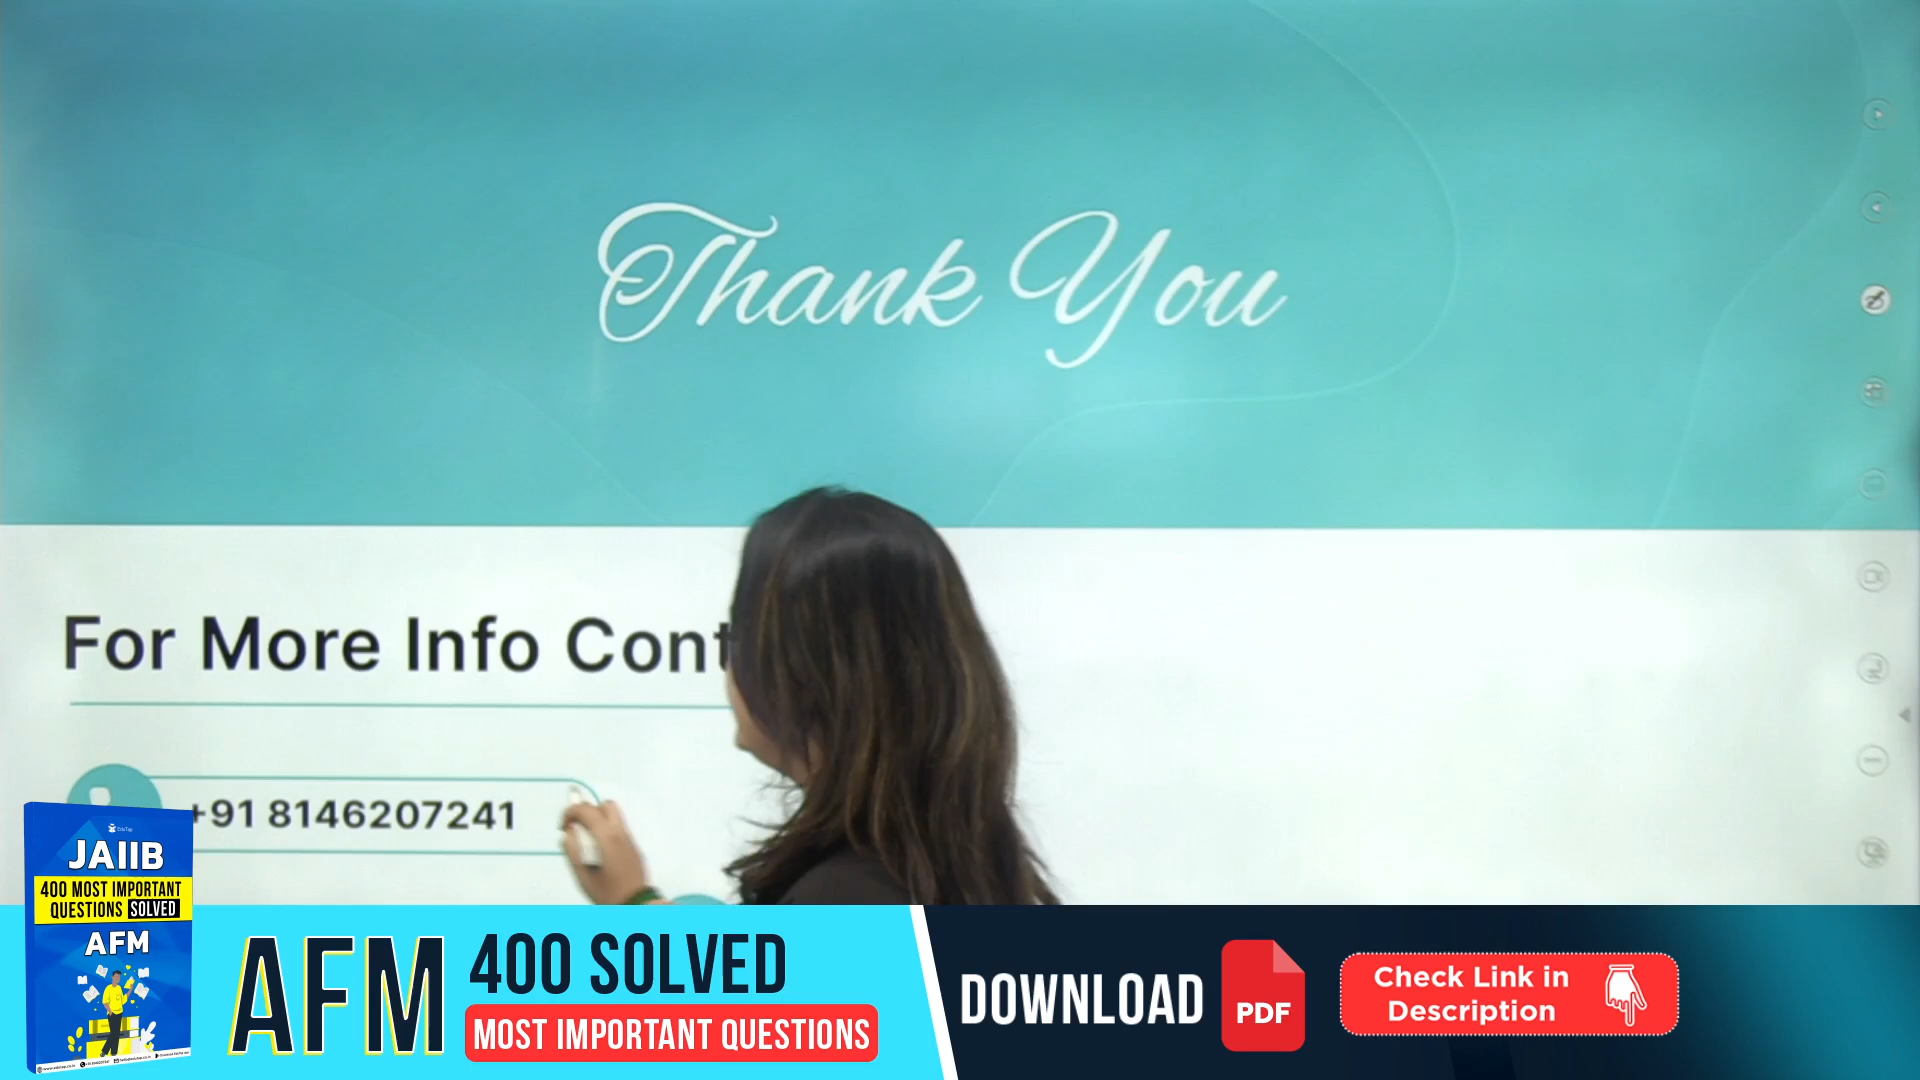 Thank You
For More Info Cont
+91 8146207241
EduTap
JAIIB
400 MOST IMPORTANT
QUESTIONS SOLVED
AFM
AFM
400 SOLVED
MOST IMPORTANT QUESTIONS
DOWNLOAD
PDF
Check Link in
Description